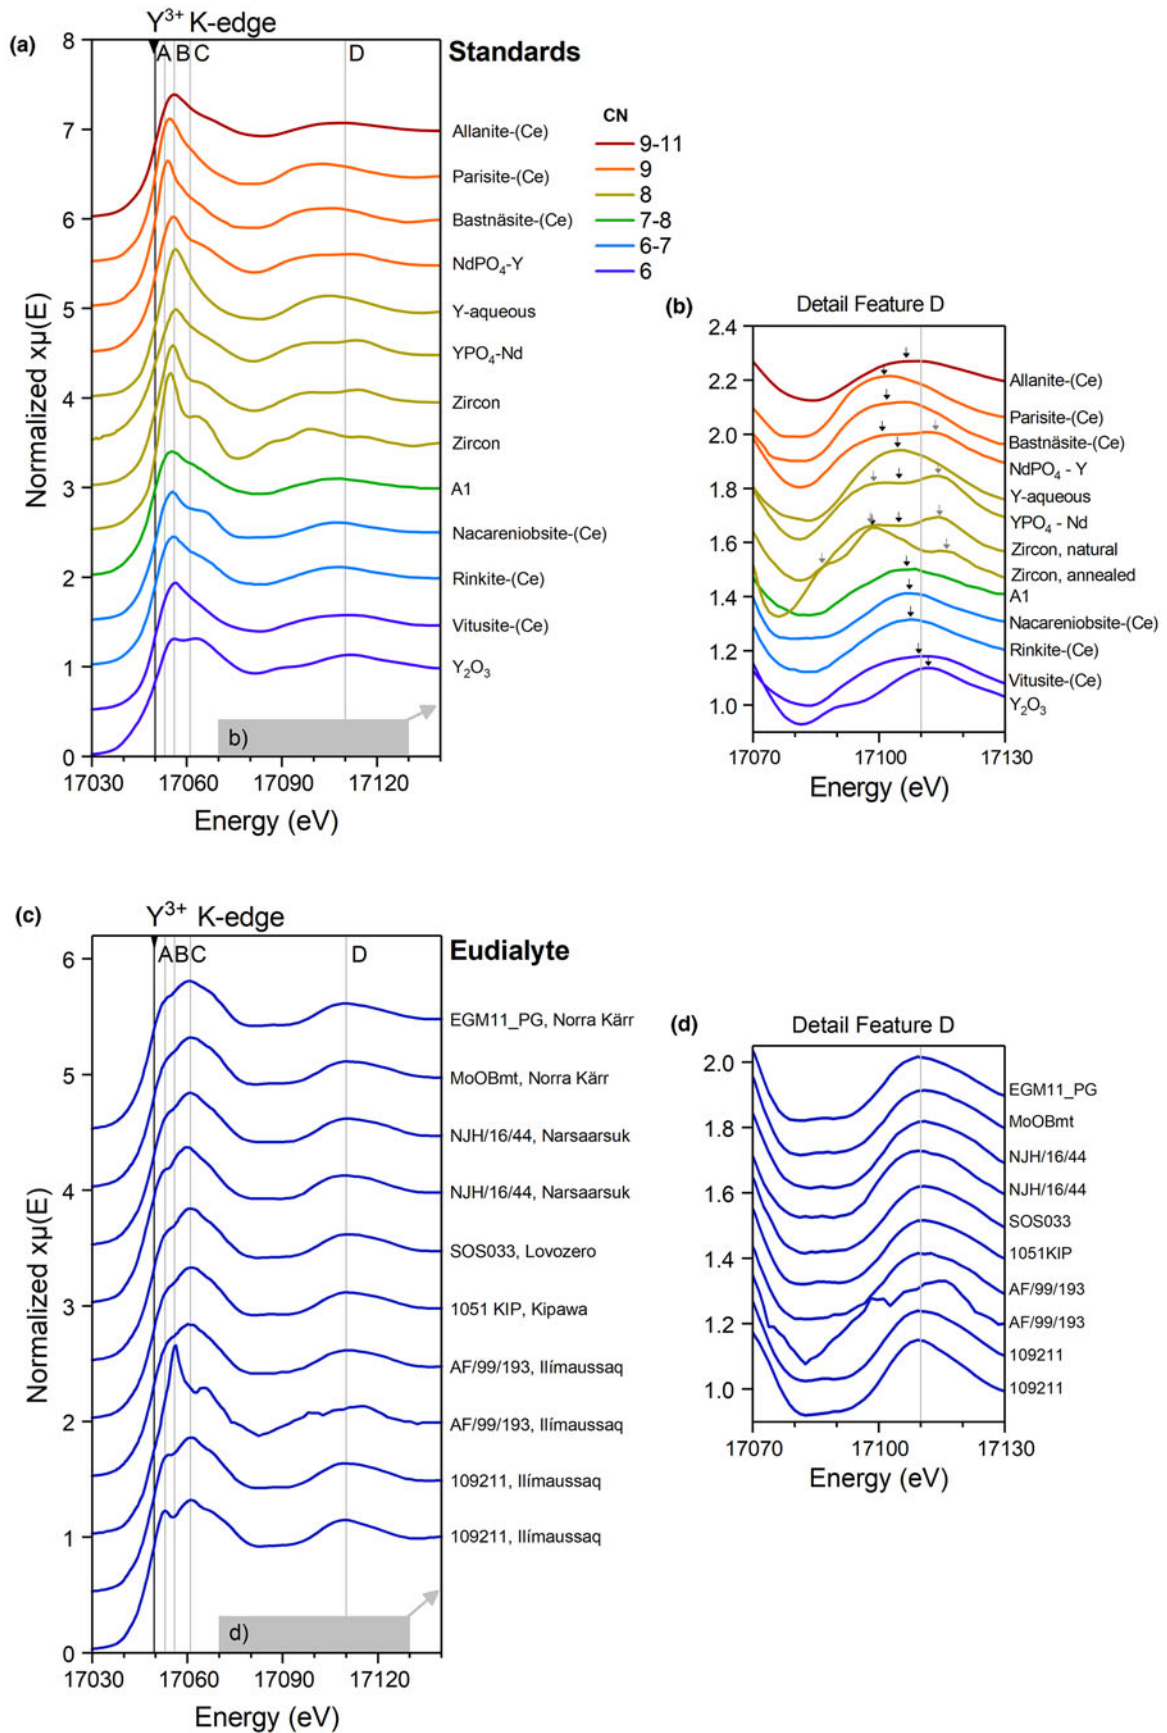 (a)
Y³⁺ K-edge
Standards
A B C D
8
7
6
5
4
3
2
1
0
Normalized xμ(E)
Allanite-(Ce)
Parisite-(Ce)
Bastnäsite-(Ce)
NdPO₄-Y
Y-aqueous
YPO₄-Nd
Zircon
Zircon
A1
Nacareniobsite-(Ce)
Rinkite-(Ce)
Vitusite-(Ce)
Y₂O₃
b)
17030 17060 17090 17120
Energy (eV)
CN
9-11
9
8
7-8
6-7
6
(b)
Detail Feature D
2.4
2.2
2.0
1.8
1.6
1.4
1.2
1.0
Allanite-(Ce)
Parisite-(Ce)
Bastnäsite-(Ce)
NdPO₄ - Y
Y-aqueous
YPO₄ - Nd
Zircon, natural
Zircon, annealed
A1
Nacareniobsite-(Ce)
Rinkite-(Ce)
Vitusite-(Ce)
Y₂O₃
17070 17100 17130
Energy (eV)
(c)
Y³⁺ K-edge
Eudialyte
A B C D
6
5
4
3
2
1
0
Normalized xμ(E)
EGM11_PG, Norra Kärr
MoOBmt, Norra Kärr
NJH/16/44, Narsaarsuk
NJH/16/44, Narsaarsuk
SOS033, Lovozero
1051 KIP, Kipawa
AF/99/193, Ilímaussaq
AF/99/193, Ilímaussaq
109211, Ilímaussaq
109211, Ilímaussaq
d)
17030 17060 17090 17120
Energy (eV)
(d)
Detail Feature D
2.0
1.8
1.6
1.4
1.2
1.0
EGM11_PG
MoOBmt
NJH/16/44
NJH/16/44
SOS033
1051KIP
AF/99/193
AF/99/193
109211
109211
17070 17100 17130
Energy (eV)